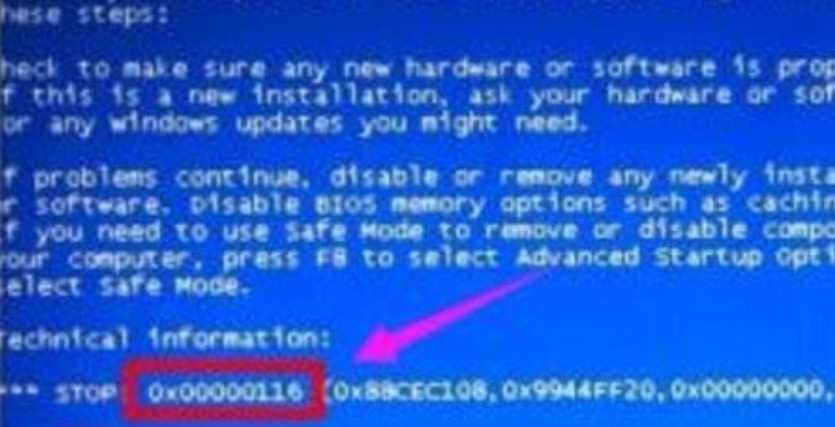 hese steps:
heck to make sure any new hardware or software is prop
f this is a new installation, ask your hardware or sof
or any windows updates you might need.
f problems continue, disable or remove any newly insta
r software. Disable BIOS memory options such as cachin
f you need to use Safe Mode to remove or disable compo
our computer, press F8 to select Advanced Startup Opti
elect Safe Mode.
echnical information:
*** STOP: 0x00000116 (0x88CEC108,0x9944FF20,0x00000000,